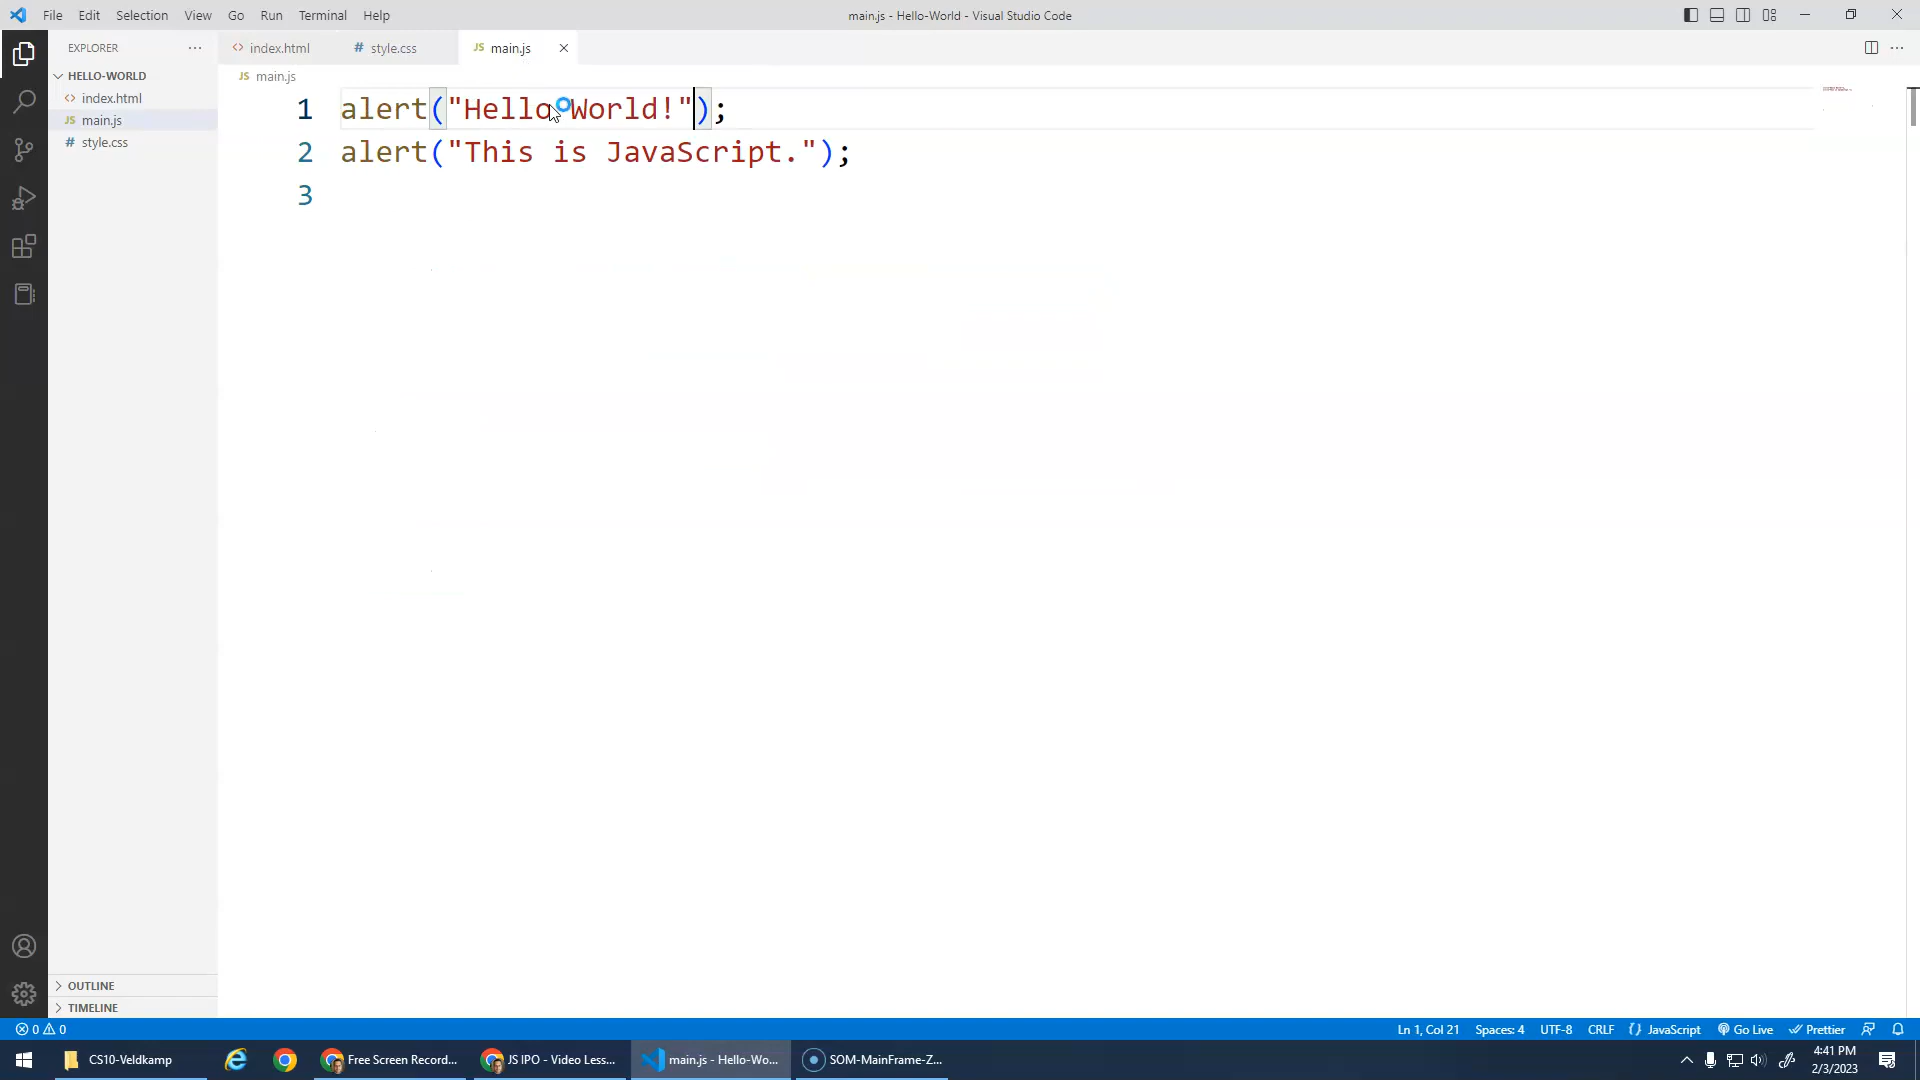 File Edit Selection View Go Run Terminal Help
main.js - Hello-World - Visual Studio Code
EXPLORER
index.html
style.css
JS main.js
HELLO-WORLD
index.html
JS main.js
style.css
JS main.js
1 alert("Hello World!");
2 alert("This is JavaScript.");
3
OUTLINE
TIMELINE
0 0
Ln 1, Col 21 Spaces: 4 UTF-8 CRLF {} JavaScript Go Live Prettier
CS10-Veldkamp
Free Screen Record...
JS IPO - Video Less...
main.js - Hello-Wo...
SOM-MainFrame-Z...
4:41 PM
2/3/2023